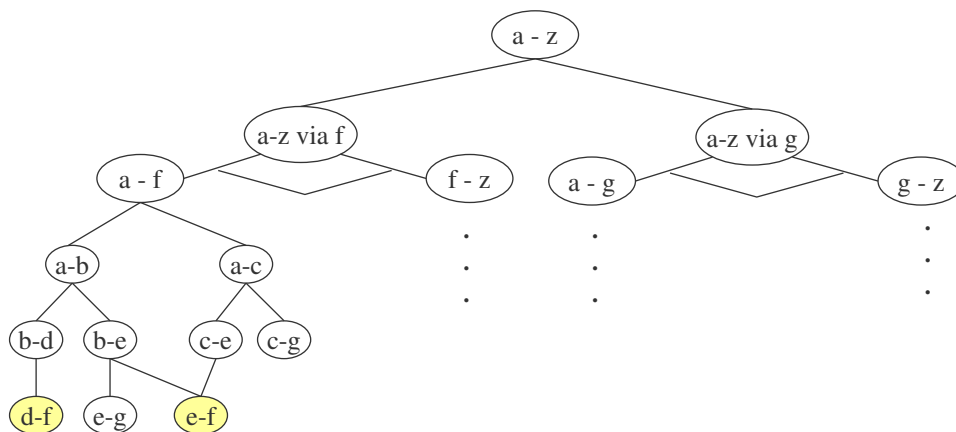 a - z
a-z via f
a-z via g
a - f
f - z
a - g
g - z
a-b
a-c
b-d
b-e
c-e
c-g
d-f
e-g
e-f